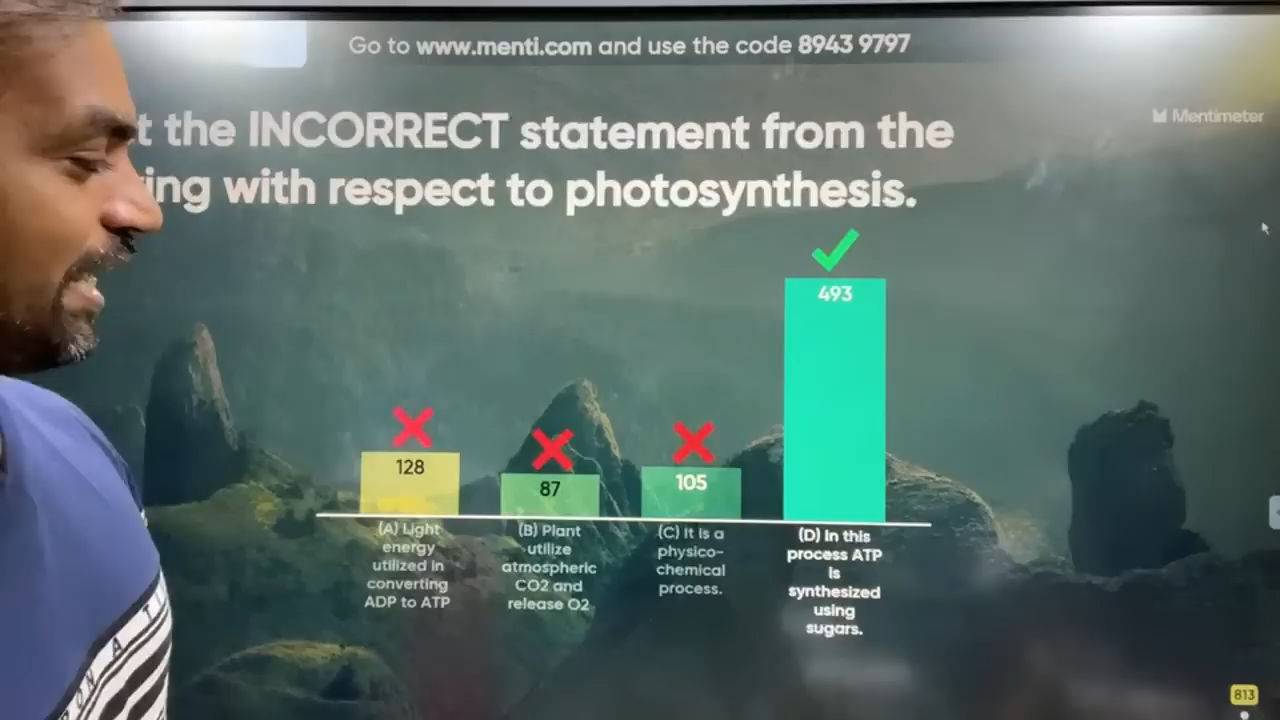 Go to www.menti.com and use the code 8943 9797
Mentimeter
t the INCORRECT statement from the
ing with respect to photosynthesis.
493
128
87
105
(A) Light
energy
utilized in
converting
ADP to ATP
(B) Plant
utilize
atmospheric
CO2 and
release O2
(C) It is a
physico-
chemical
process.
(D) In this
process ATP
is
synthesized
using
sugars.
813